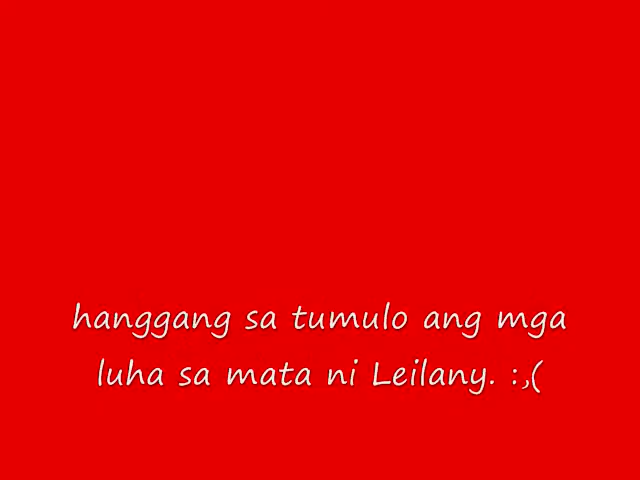 hanggang sa tumulo ang mga
luha sa mata ni Leilany. :,(